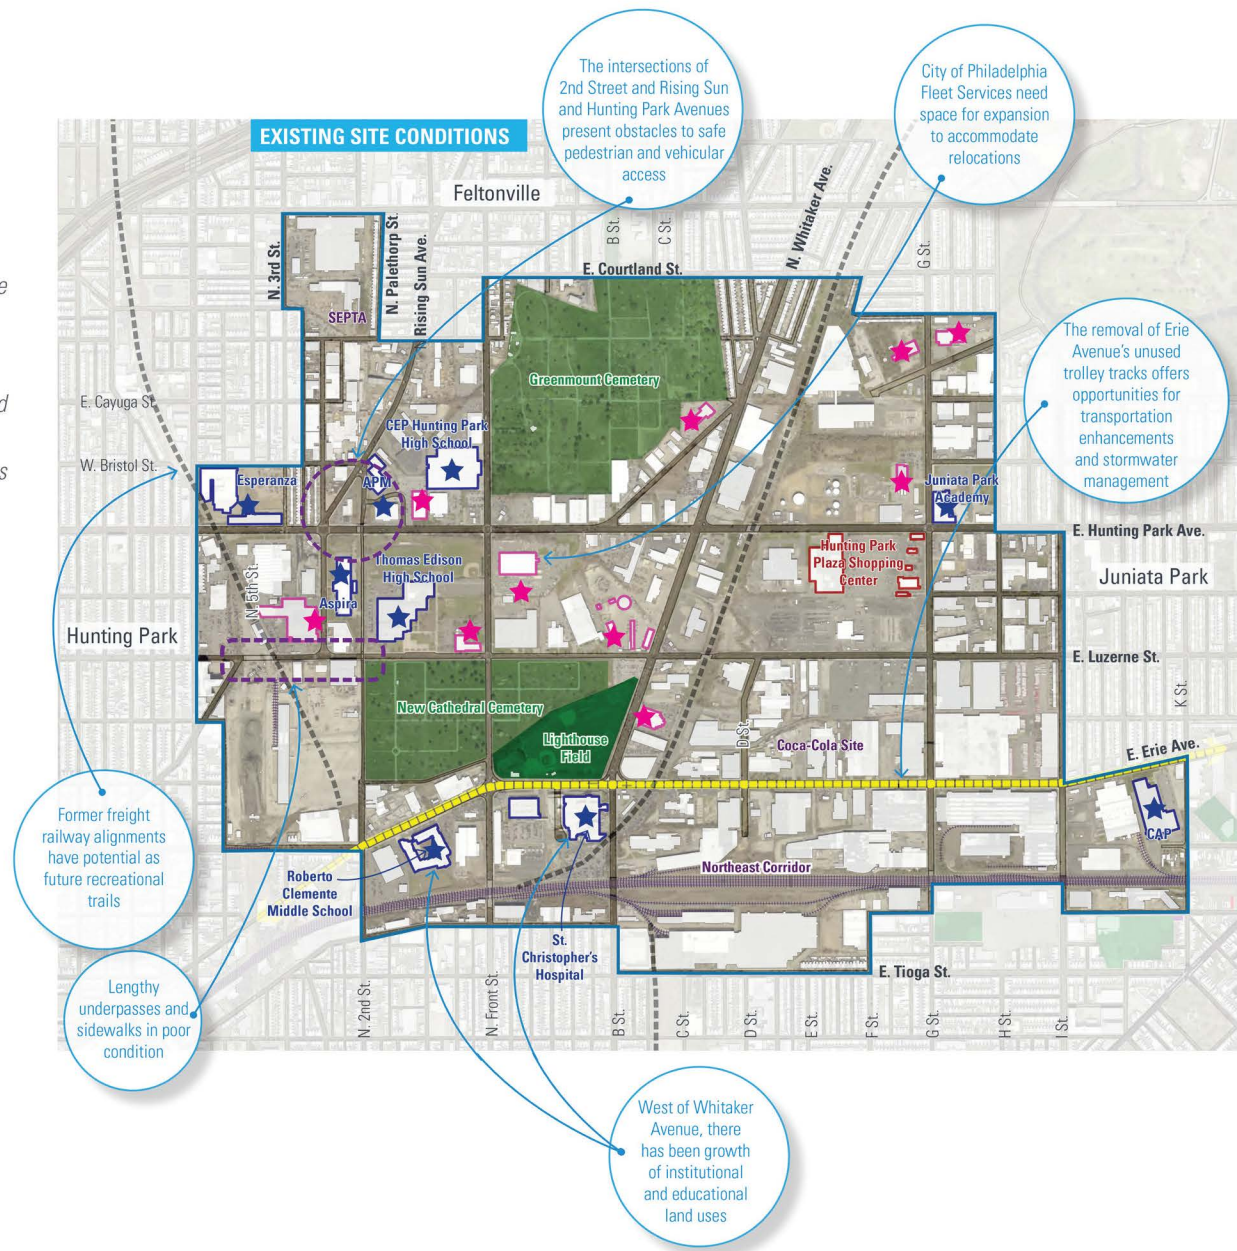 The intersections of
2nd Street and Rising Sun
and Hunting Park Avenues
present obstacles to safe
pedestrian and vehicular
access
City of Philadelphia
Fleet Services need
space for expansion
to accommodate
relocations
EXISTING SITE CONDITIONS
Feltonville
N. 3rd St.
N. Palethorp St.
N. Rising Sun Ave.
B St.
C St.
N. Whitaker Ave.
G St.
E. Courtland St.
e
SEPTA
The removal of Erie
Avenue's unused
trolley tracks offers
opportunities for
transportation
enhancements
and stormwater
management
Greenmount Cemetery
d
E. Cayuga St.
CEP Hunting Park
High School
W. Bristol St.
s
Esperanza
APM
Juniata Park
Academy
E. Hunting Park Ave.
Hunting Park
Plaza Shopping
Center
Thomas Edison
High School
Juniata Park
N. 5th St.
Aspira
Hunting Park
E. Luzerne St.
K St.
New Cathedral Cemetery
Lighthouse
Field
D St.
Coca-Cola Site
E. Erie Ave.
Former freight
railway alignments
have potential as
future recreational
trails
CAP
Roberto
Clemente
Middle School
Northeast Corridor
St.
Christopher's
Hospital
E. Tioga St.
Lengthy
underpasses and
sidewalks in poor
condition
N. 2nd St.
N. Front St.
B St.
C St.
D St.
E St.
F St.
G St.
H St.
I St.
West of Whitaker
Avenue, there
has been growth
of institutional
and educational
land uses